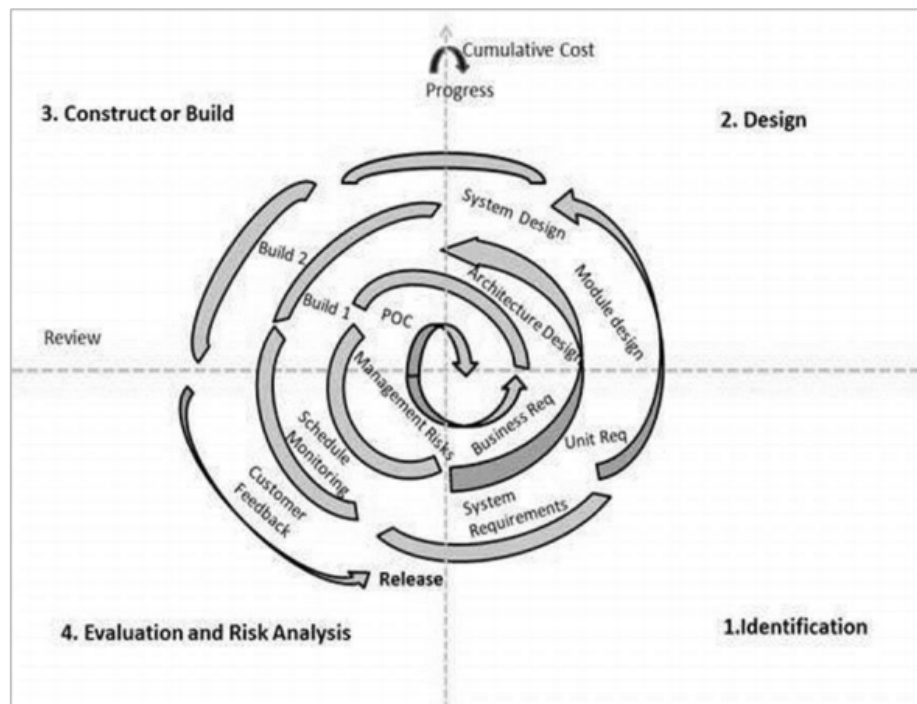 Cumulative Cost
Progress
3. Construct or Build
2. Design
System Design
Build 2
Module design
Architecture Design
Build 1
POC
Review
Management Risks
Business Req
Unit Req
Schedule
Monitoring
System
Requirements
Customer
Feedback
Release
4. Evaluation and Risk Analysis
1.Identification